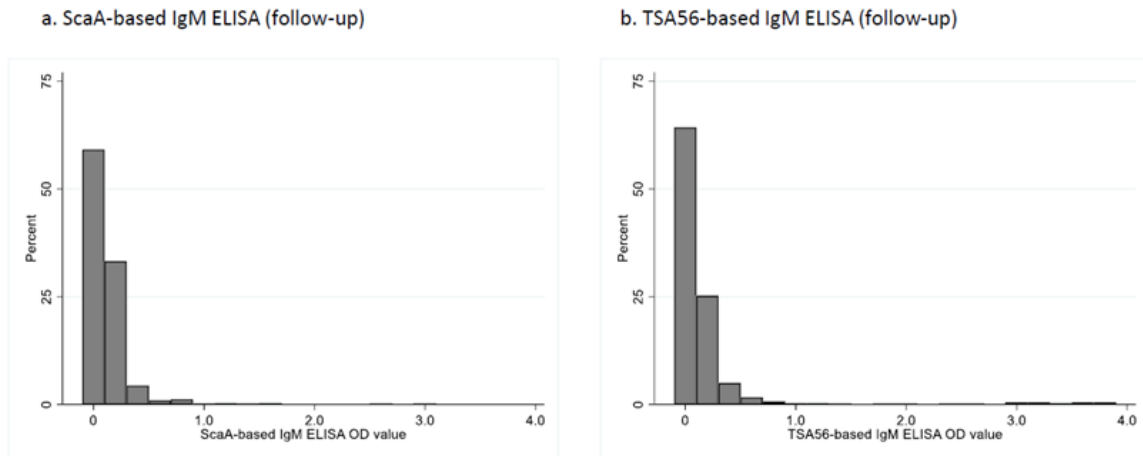 a. ScaA-based IgM ELISA (follow-up)
75
50
25
0
Percent
0 1.0 2.0 3.0 4.0
ScaA-based IgM ELISA OD value
b. TSA56-based IgM ELISA (follow-up)
75
50
25
0
Percent
0 1.0 2.0 3.0 4.0
TSA56-based IgM ELISA OD value